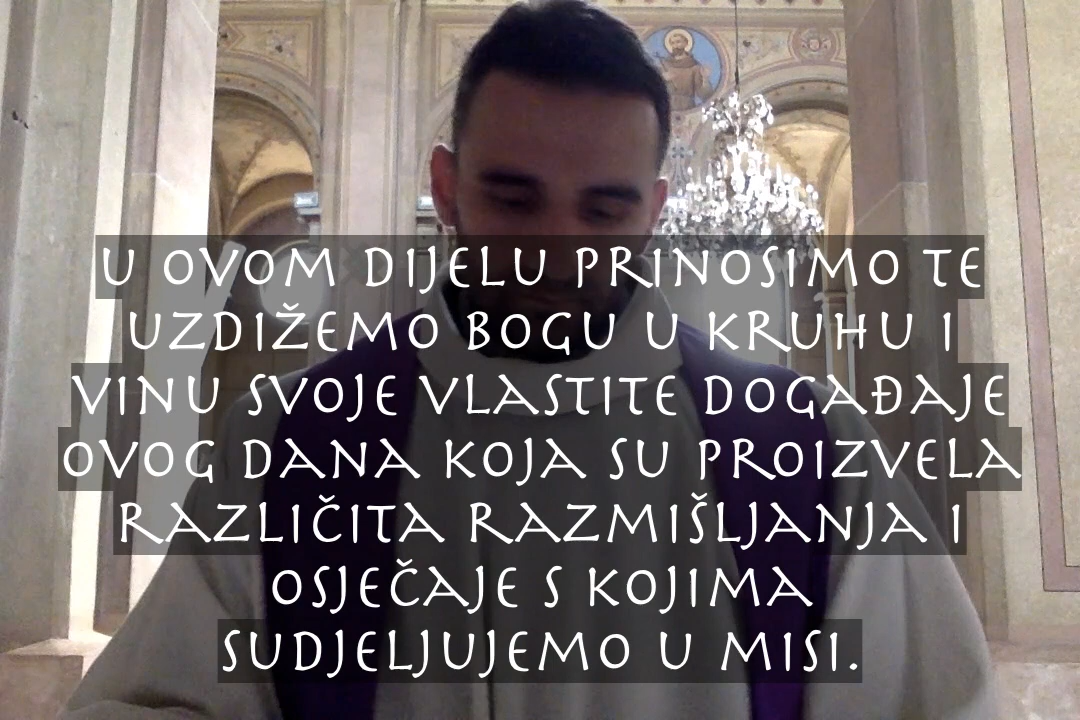 U OVOM DIJELU PRINOSIMO TE
UZDIŽEMO BOGU U KRUHU I
VINU SVOJE VLASTITE DOGAĐAJE
OVOG DANA KOJA SU PROIZVELA
RAZLIČITA RAZMIŠLJANJA I
OSJEČAJE S KOJIMA
SUDJELJUJEMO U MISI.